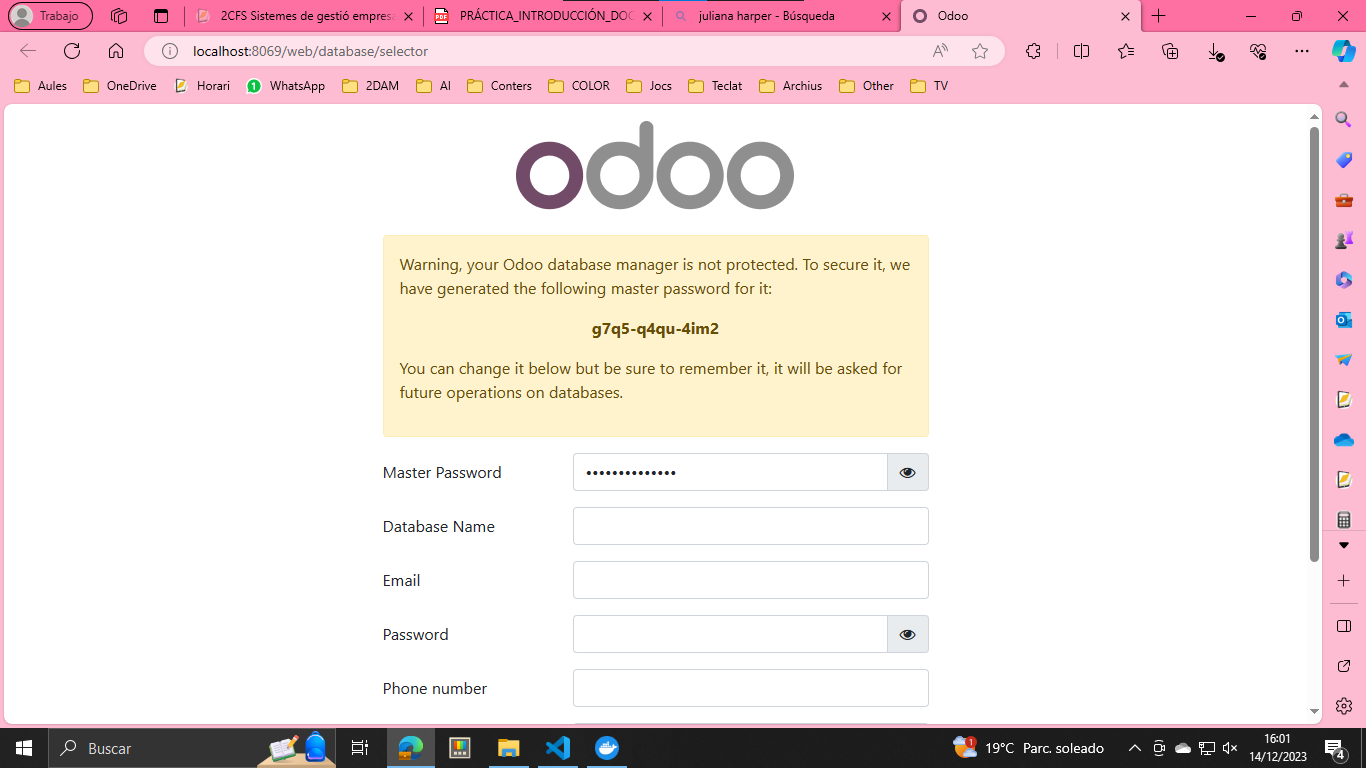 Trabajo
2CFS Sistemes de gestió empres
PRÁCTICA_INTRODUCCIÓN_DOC
juliana harper - Búsqueda
Odoo
localhost:8069/web/database/selector
Aules
OneDrive
Horari
1
WhatsApp
2DAM
AI
Conters
COLOR
Jocs
Teclat
Archius
Other
TV
odoo
Warning, your Odoo database manager is not protected. To secure it, we
have generated the following master password for it:
g7q5-q4qu-4im2
You can change it below but be sure to remember it, it will be asked for
future operations on databases.
Master Password
••••••••••••••
Database Name
Email
Password
Phone number
Buscar
1
19°C Parc. soleado
16:01
14/12/2023
4